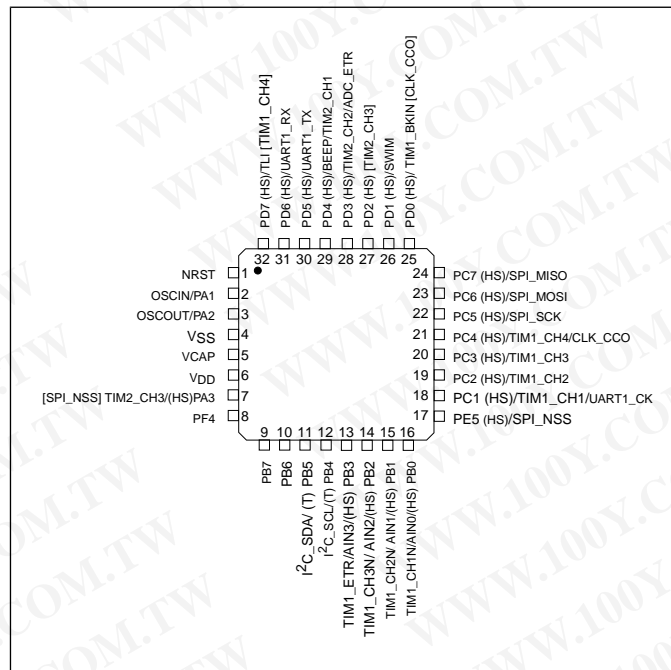 PD7 (HS)/TLI [TIM1_CH4]
PD6 (HS)/UART1_RX
PD5 (HS)/UART1_TX
PD4 (HS)/BEEP/TIM2_CH1
PD3 (HS)/TIM2_CH2/ADC_ETR
PD2 (HS) [TIM2_CH3]
PD1 (HS)/SWIM
PD0 (HS)/ TIM1_BKIN [CLK_CCO]
32 31 30 29 28 27 26 25
NRST 1
OSCIN/PA1 2
OSCOUT/PA2 3
VSS 4
VCAP 5
VDD 6
[SPI_NSS] TIM2_CH3/(HS)PA3 7
PF4 8
24 PC7 (HS)/SPI_MISO
23 PC6 (HS)/SPI_MOSI
22 PC5 (HS)/SPI_SCK
21 PC4 (HS)/TIM1_CH4/CLK_CCO
20 PC3 (HS)/TIM1_CH3
19 PC2 (HS)/TIM1_CH2
18 PC1 (HS)/TIM1_CH1/UART1_CK
17 PE5 (HS)/SPI_NSS
9 10 11 12 13 14 15 16
PB7
PB6
I2C_SDA/ (T) PB5
I2C_SCL/(T) PB4
TIM1_ETR/AIN3/(HS) PB3
TIM1_CH3N/ AIN2/(HS) PB2
TIM1_CH2N/ AIN1/(HS) PB1
TIM1_CH1N/AIN0/(HS) PB0
WWW.100Y.COM.TW